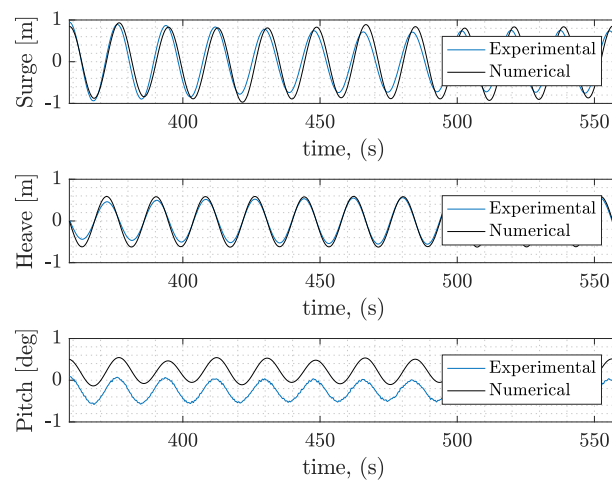 1
0
-1
Surge [m]
Experimental
Numerical
400
450
500
550
time, (s)
1
0
-1
Heave [m]
Experimental
Numerical
400
450
500
550
time, (s)
1
0
-1
Pitch [deg]
Experimental
Numerical
400
450
500
550
time, (s)